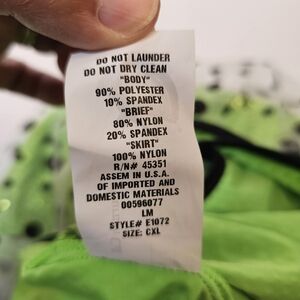 DO NOT LAUNDER
DO NOT DRY CLEAN
"BODY"
90% POLYESTER
10% SPANDEX
"BRIEF"
80% NYLON
20% SPANDEX
"SKIRT"
100% NYLON
R/N# 45351
ASSEM IN U.S.A.
OF IMPORTED AND
DOMESTIC MATERIALS
00596077
LM
STYLE# E1072
SIZE: CXL